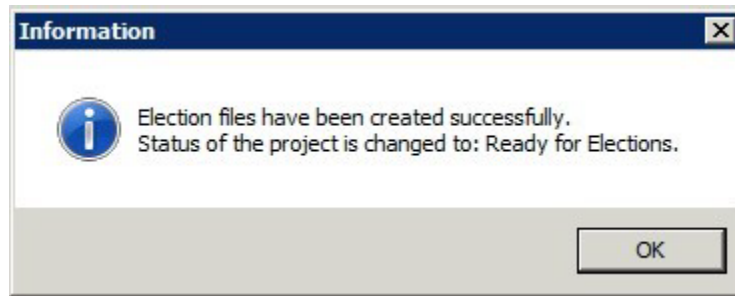 Information
Election files have been created successfully.
Status of the project is changed to: Ready for Elections.
OK